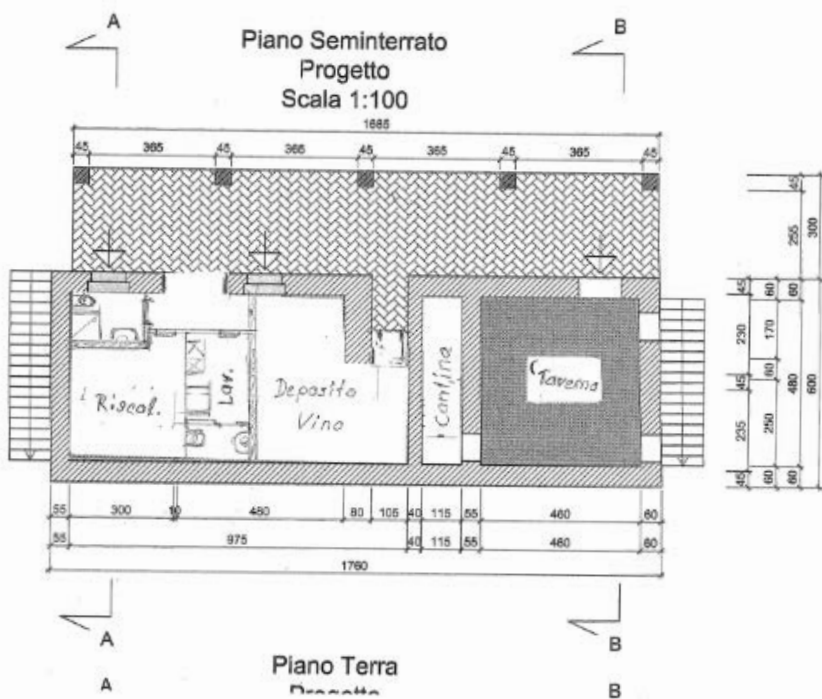 A
B
Piano Seminterrato
Progetto
Scala 1:100
1685
45 365 45 365 45 365 45 365 45
45
255
300
45 60 60
230 170
Riscal.
Lav.
Deposito
Vino
Cantina
Taverna
45 60 480 600
235 250
45 60 60
55 300 10 480 80 105 40 115 55 460 60
55 975 40 115 55 460 60
1760
A
B
Piano Terra
Progetto
A
B